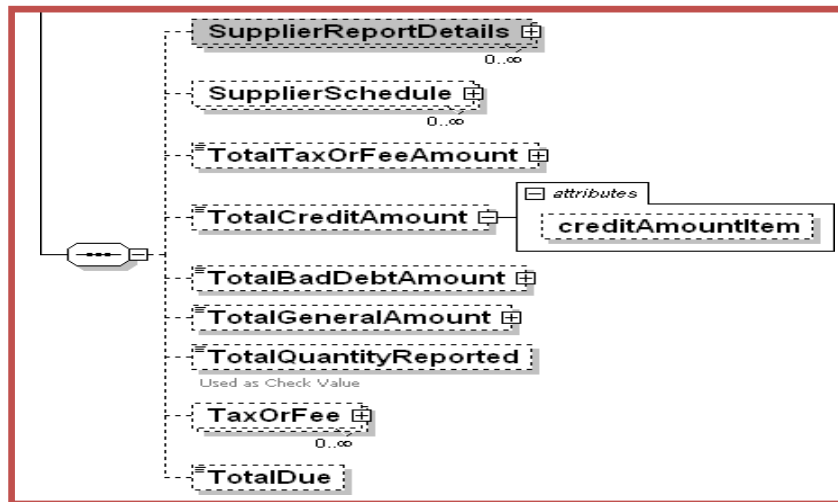 SupplierReportDetails
0..∞
SupplierSchedule
0..∞
TotalTaxOrFeeAmount
TotalCreditAmount
attributes
creditAmountItem
TotalBadDebtAmount
TotalGeneralAmount
TotalQuantityReported
Used as Check Value
TaxOrFee
0..∞
TotalDue